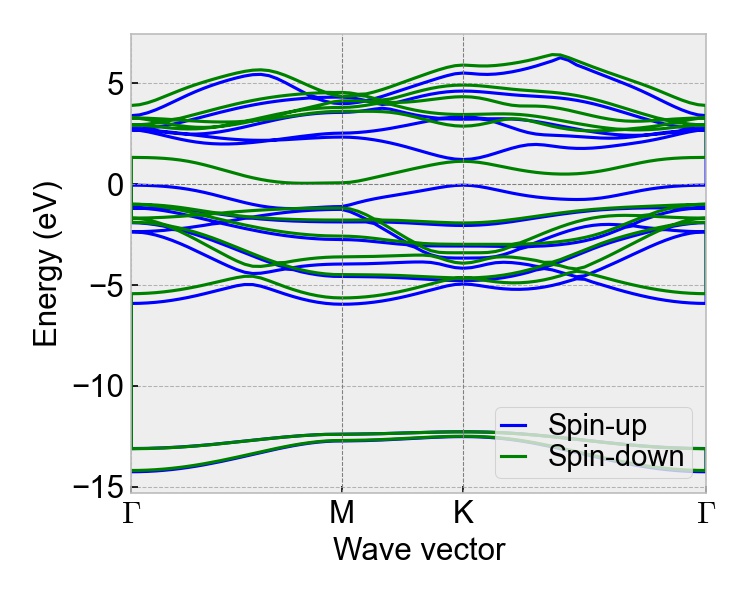 Energy (eV)
5
0
−5
−10
−15
Spin-up
Spin-down
Γ M K Γ
Wave vector